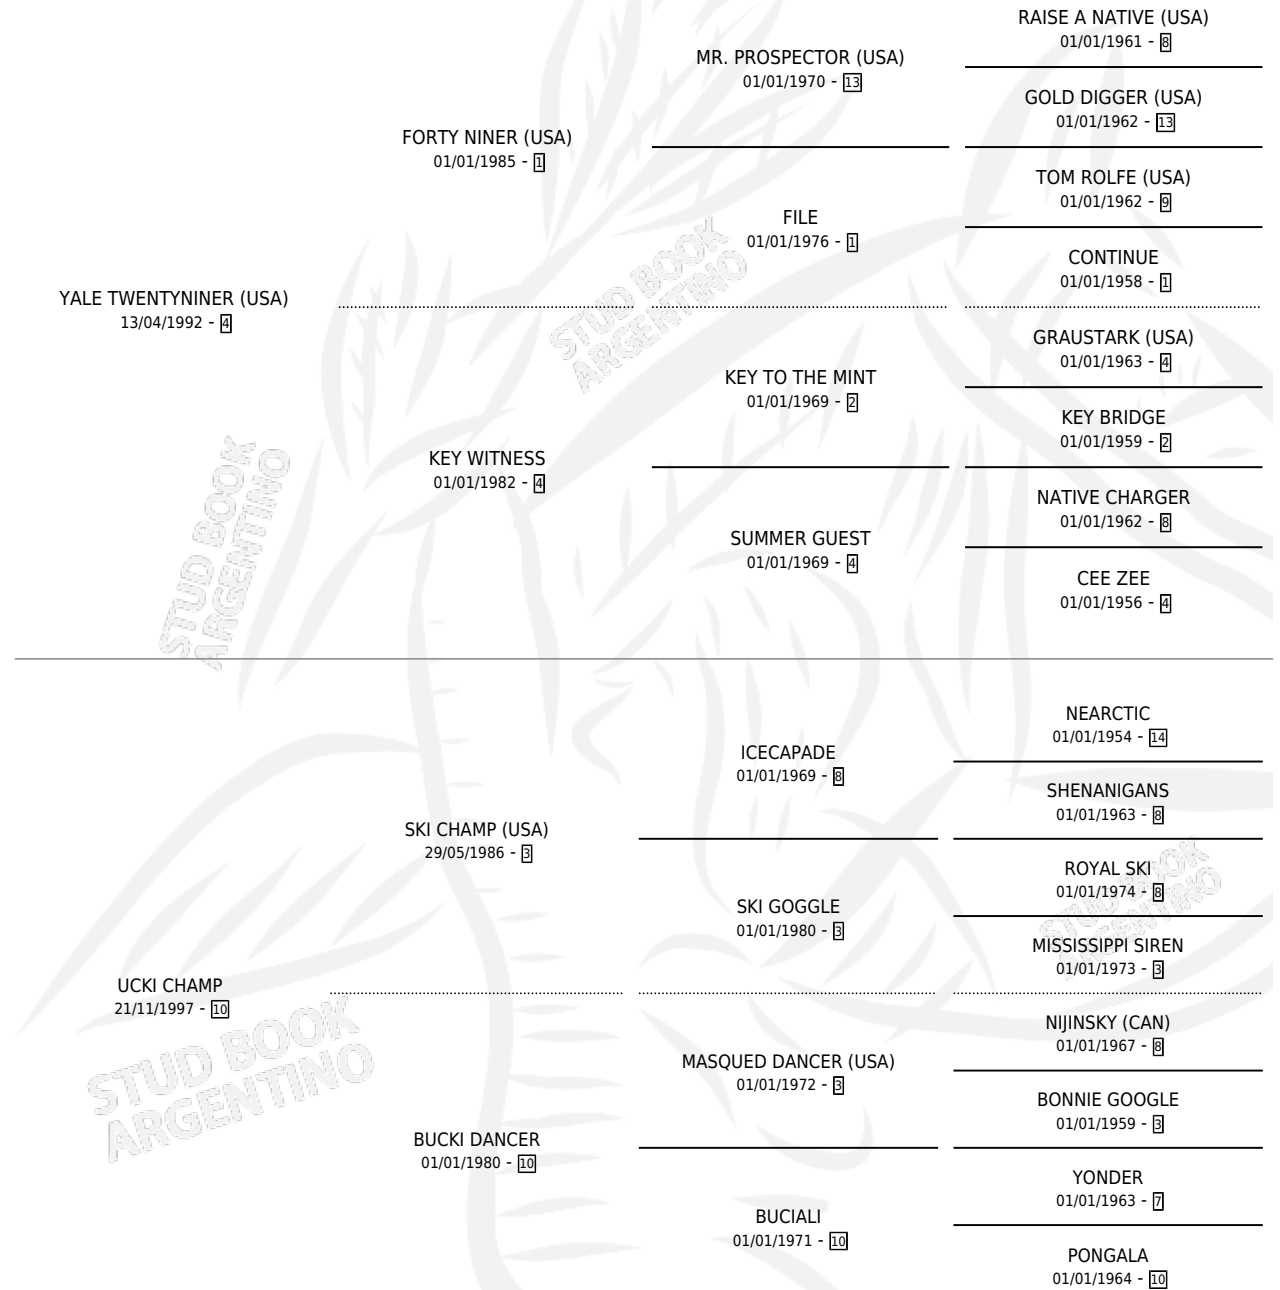 RAISE A NATIVE (USA)
01/01/1961 - 8
MR. PROSPECTOR (USA)
01/01/1970 - 13
GOLD DIGGER (USA)
01/01/1962 - 13
FORTY NINER (USA)
01/01/1985 - 1
TOM ROLFE (USA)
01/01/1962 - 9
FILE
01/01/1976 - 1
CONTINUE
01/01/1958 - 1
YALE TWENTYNINER (USA)
13/04/1992 - 4
GRAUSTARK (USA)
01/01/1963 - 4
KEY TO THE MINT
01/01/1969 - 2
KEY BRIDGE
01/01/1959 - 2
KEY WITNESS
01/01/1982 - 4
NATIVE CHARGER
01/01/1962 - 8
SUMMER GUEST
01/01/1969 - 4
CEE ZEE
01/01/1956 - 4
NEARCTIC
01/01/1954 - 14
ICECAPADE
01/01/1969 - 8
SHENANIGANS
01/01/1963 - 8
SKI CHAMP (USA)
29/05/1986 - 3
ROYAL SKI
01/01/1974 - 8
SKI GOGGLE
01/01/1980 - 3
MISSISSIPPI SIREN
01/01/1973 - 3
UCKI CHAMP
21/11/1997 - 10
NIJINSKY (CAN)
01/01/1967 - 8
MASQUED DANCER (USA)
01/01/1972 - 3
BONNIE GOOGLE
01/01/1959 - 3
BUCKI DANCER
01/01/1980 - 10
YONDER
01/01/1963 - 7
BUCIALI
01/01/1971 - 10
PONGALA
01/01/1964 - 10
STUD BOOK
ARGENTINO
STUD BOOK
ARGENTINO
STUD BOOK
ARGENTINO
STUD BOOK
ARGENTINO